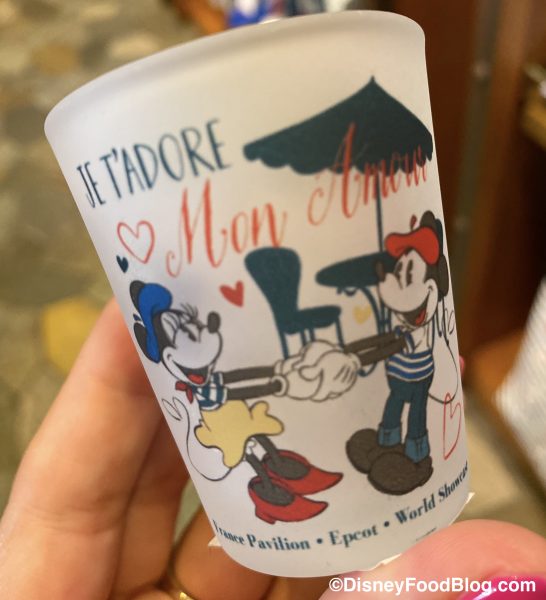 JE T'ADORE
Mon Amour
France Pavilion • Epcot • World Showcase
©DisneyFoodBlog.com